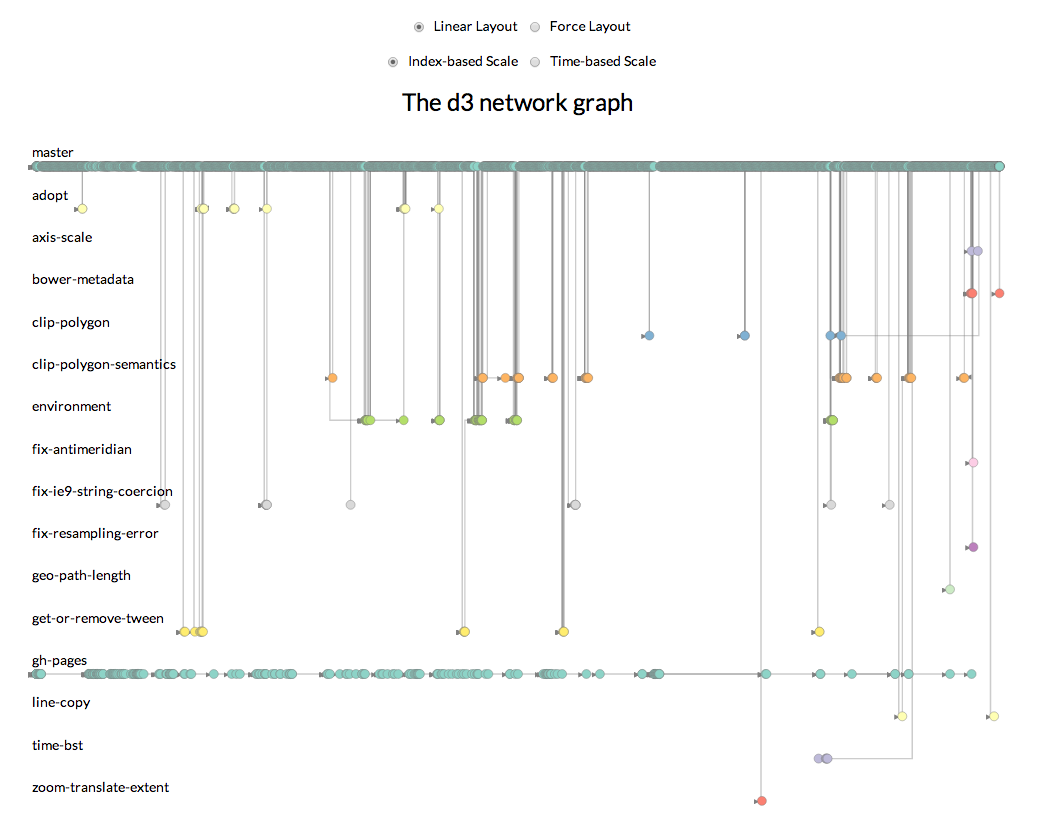 Linear Layout Force Layout
Index-based Scale Time-based Scale
The d3 network graph
master
adopt
axis-scale
bower-metadata
clip-polygon
clip-polygon-semantics
environment
fix-antimeridian
fix-ie9-string-coercion
fix-resampling-error
geo-path-length
get-or-remove-tween
gh-pages
line-copy
time-bst
zoom-translate-extent